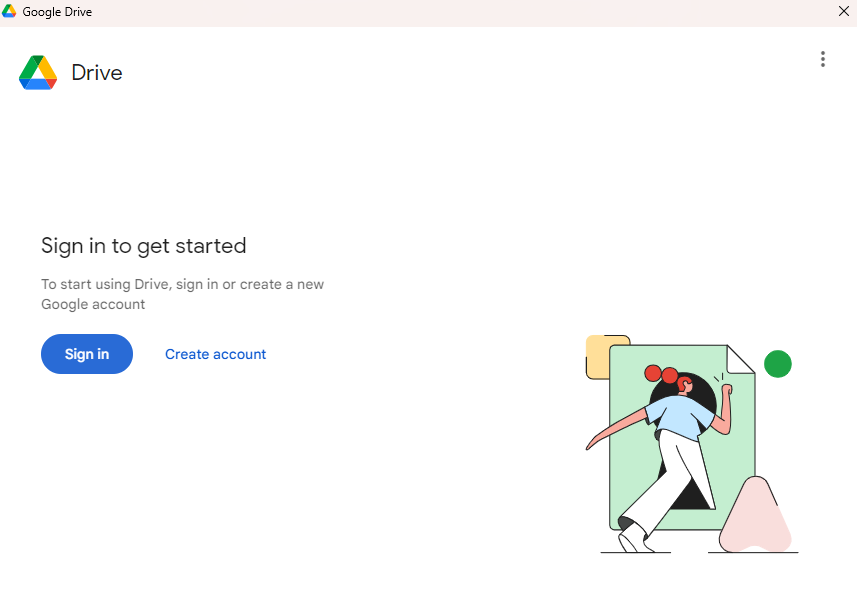 Google Drive
Drive
Sign in to get started
To start using Drive, sign in or create a new
Google account
Sign in
Create account